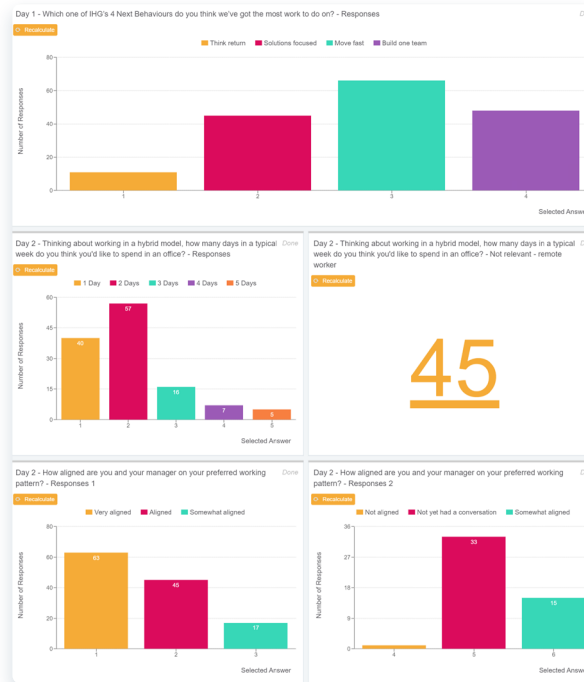 Day 1 - Which one of IHG's 4 Next Behaviours do you think we've got the most work to do on? - Responses
Recalculate
Think return Solutions focused Move fast Build one team
Number of Responses
80
60
40
20
0
1 2 3 4
Selected Answe
Day 2 - Thinking about working in a hybrid model, how many days in a typical Done
week do you think you'd like to spend in an office? - Responses
Recalculate
1 Day 2 Days 3 Days 4 Days 5 Days
Number of Responses
60
45
30
15
0
40
57
16
7
5
1 2 3 4 5
Selected Answer
Day 2 - Thinking about working in a hybrid model, how many days in a typical D
week do you think you'd like to spend in an office? - Not relevant - remote
worker
Recalculate
45
Day 2 - How aligned are you and your manager on your preferred working Done
pattern? - Responses 1
Recalculate
Very aligned Aligned Somewhat aligned
Number of Responses
80
60
40
20
0
63
45
17
1 2 3
Selected Answer
Day 2 - How aligned are you and your manager on your preferred working D
pattern? - Responses 2
Recalculate
Not aligned Not yet had a conversation Somewhat aligned
Number of Responses
36
27
18
9
0
33
15
4 5 6
Selected Answe